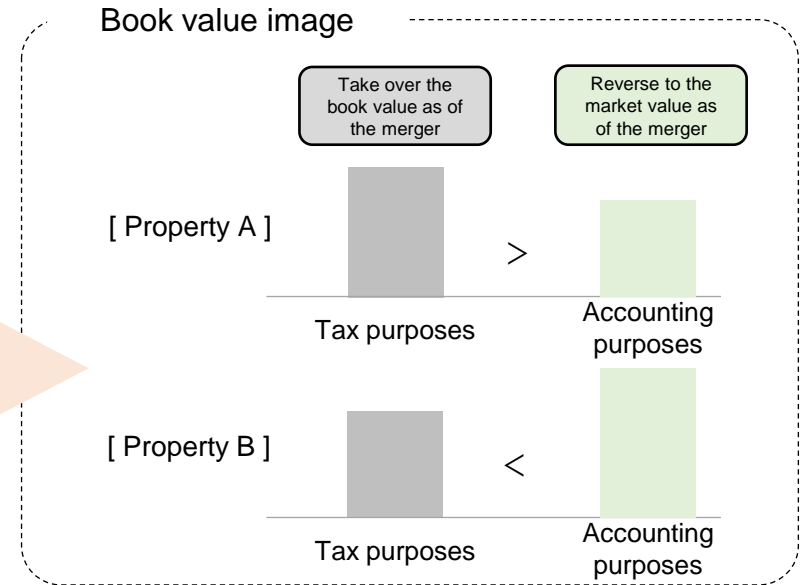 Book value image
Take over the
book value as of
the merger
Reverse to the
market value as
of the merger
[ Property A ]
>
Tax purposes
Accounting
purposes
[ Property B ]
<
Tax purposes
Accounting
purposes